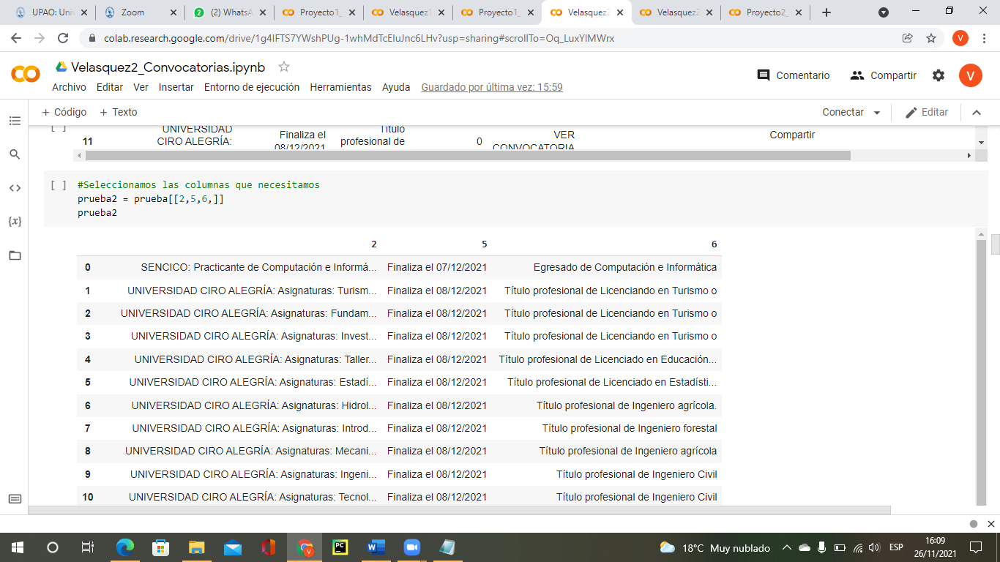 UPAO: Uni
Zoom
(2) WhatsA
Proyecto1_
Velasquez1
Proyecto1_
Velasquez2
Velasquez2
Proyecto2_
colab.research.google.com/drive/1g4lFTS7YWshPUg-1whMdTcEIuJnc6LHv?usp=sharing#scrollTo=Oq_LuxYlMWrx
V
Velasquez2_Convocatorias.ipynb
Comentario
Compartir
V
Archivo Editar Ver Insertar Entorno de ejecución Herramientas Ayuda Guardado por última vez: 15:59
+ Código + Texto
Conectar
Editar
[ ]
11
UNIVERSIDAD
CIRO ALEGRÍA:
Finaliza el
08/12/2021
Título
profesional de
0
VER
CONVOCATORIA
Compartir
[ ] #Seleccionamos las columnas que necesitamos
prueba2 = prueba[[2,5,6,]]
prueba2
2 5 6
0 SENCICO: Practicante de Computación e Informá... Finaliza el 07/12/2021 Egresado de Computación e Informática
1 UNIVERSIDAD CIRO ALEGRÍA: Asignaturas: Turism... Finaliza el 08/12/2021 Título profesional de Licenciando en Turismo o
2 UNIVERSIDAD CIRO ALEGRÍA: Asignaturas: Fundam... Finaliza el 08/12/2021 Título profesional de Licenciando en Turismo o
3 UNIVERSIDAD CIRO ALEGRÍA: Asignaturas: Invest... Finaliza el 08/12/2021 Título profesional de Licenciando en Turismo o
4 UNIVERSIDAD CIRO ALEGRÍA: Asignaturas: Taller... Finaliza el 08/12/2021 Título profesional de Licenciado en Educación...
5 UNIVERSIDAD CIRO ALEGRÍA: Asignaturas: Estadí... Finaliza el 08/12/2021 Título profesional de Licenciado en Estadísti...
6 UNIVERSIDAD CIRO ALEGRÍA: Asignaturas: Hidrol... Finaliza el 08/12/2021 Título profesional de Ingeniero agrícola.
7 UNIVERSIDAD CIRO ALEGRÍA: Asignaturas: Introd... Finaliza el 08/12/2021 Título profesional de Ingeniero forestal
8 UNIVERSIDAD CIRO ALEGRÍA: Asignaturas: Mecani... Finaliza el 08/12/2021 Título profesional de Ingeniero agrícola
9 UNIVERSIDAD CIRO ALEGRÍA: Asignaturas: Ingeni... Finaliza el 08/12/2021 Título profesional de Ingeniero Civil
10 UNIVERSIDAD CIRO ALEGRÍA: Asignaturas: Tecnol... Finaliza el 08/12/2021 Título profesional de Ingeniero Civil
18°C Muy nublado
ESP
16:09
26/11/2021